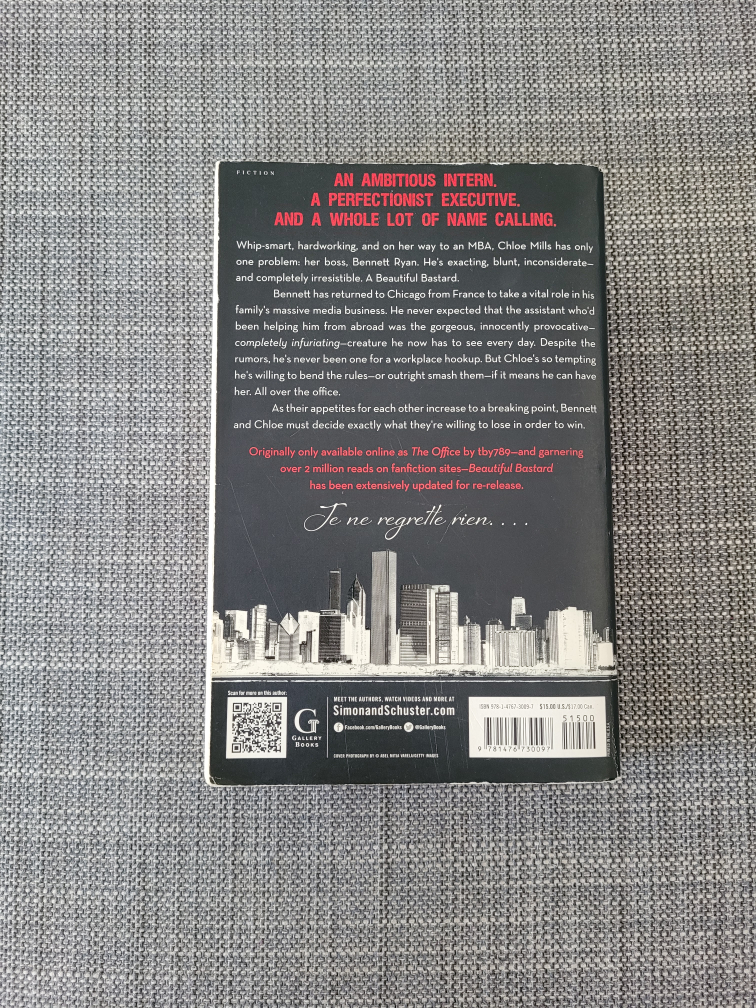 FICTION
AN AMBITIOUS INTERN.
A PERFECTIONIST EXECUTIVE.
AND A WHOLE LOT OF NAME CALLING.
Whip-smart, hardworking, and on her way to an MBA, Chloe Mills has only
one problem: her boss, Bennett Ryan. He's exacting, blunt, inconsiderate—
and completely irresistible. A Beautiful Bastard.
Bennett has returned to Chicago from France to take a vital role in his
family's massive media business. He never expected that the assistant who'd
been helping him from abroad was the gorgeous, innocently provocative—
completely infuriating—creature he now has to see every day. Despite the
rumors, he's never been one for a workplace hookup. But Chloe's so tempting
he's willing to bend the rules—or outright smash them—if it means he can have
her. All over the office.
As their appetites for each other increase to a breaking point, Bennett
and Chloe must decide exactly what they're willing to lose in order to win.
Originally only available online as The Office by tby789—and garnering
over 2 million reads on fanfiction sites—Beautiful Bastard
has been extensively updated for re-release.
Je ne regrette rien. . . .
Scan for more on this author:
G
GALLERY
BOOKS
MEET THE AUTHORS, WATCH VIDEOS AND MORE AT
SimonandSchuster.com
Facebook.com/GalleryBooks @GalleryBooks
ISBN 978-1-4767-3009-7 $15.00 U.S./$17.00 Can.
51500
9 781476 730097